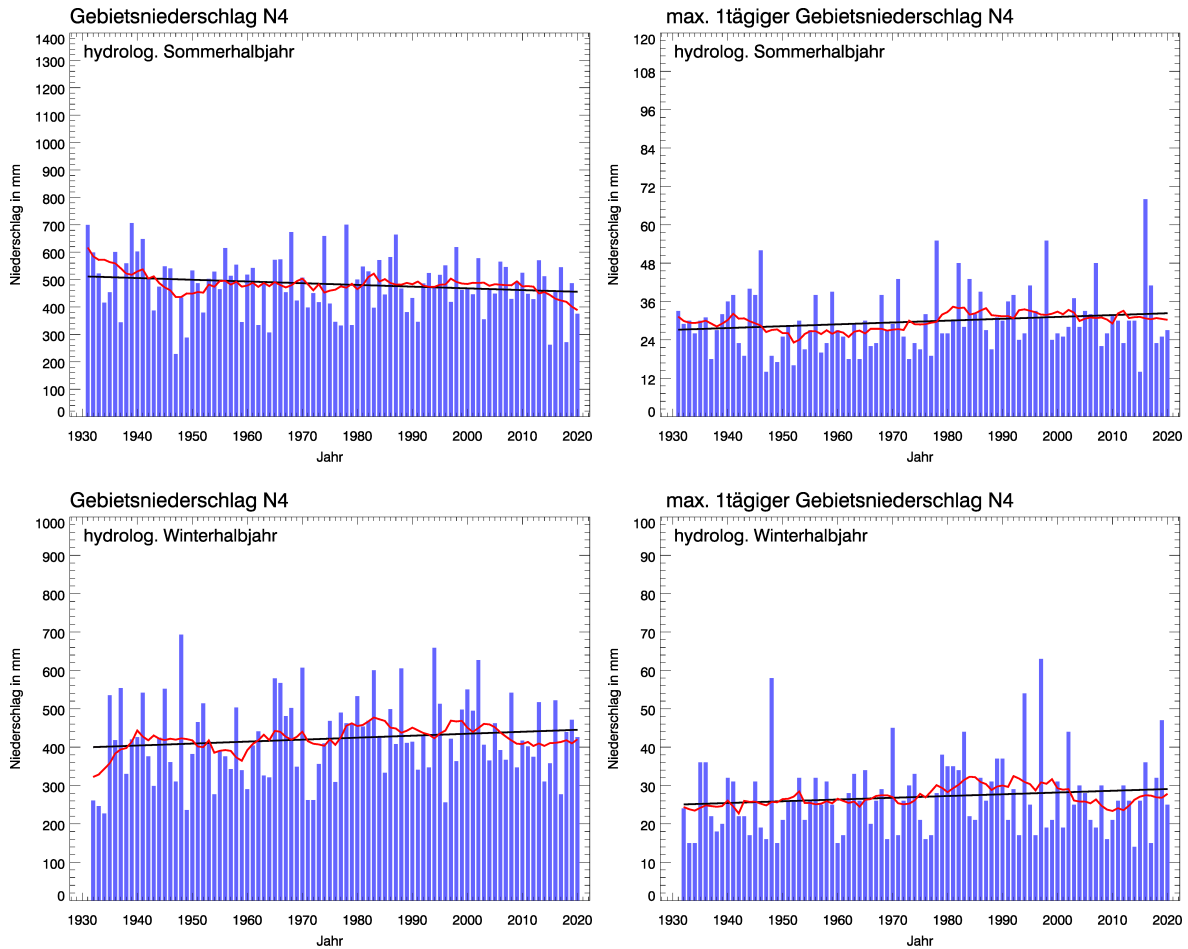 Gebietsniederschlag N4
hydrolog. Sommerhalbjahr
Niederschlag in mm
1400
1300
1200
1100
1000
900
800
700
600
500
400
300
200
100
0
1930 1940 1950 1960 1970 1980 1990 2000 2010 2020
Jahr
max. 1tägiger Gebietsniederschlag N4
hydrolog. Sommerhalbjahr
Niederschlag in mm
120
108
96
84
72
60
48
36
24
12
0
1930 1940 1950 1960 1970 1980 1990 2000 2010 2020
Jahr
Gebietsniederschlag N4
hydrolog. Winterhalbjahr
Niederschlag in mm
1000
900
800
700
600
500
400
300
200
100
0
1930 1940 1950 1960 1970 1980 1990 2000 2010 2020
Jahr
max. 1tägiger Gebietsniederschlag N4
hydrolog. Winterhalbjahr
Niederschlag in mm
100
90
80
70
60
50
40
30
20
10
0
1930 1940 1950 1960 1970 1980 1990 2000 2010 2020
Jahr